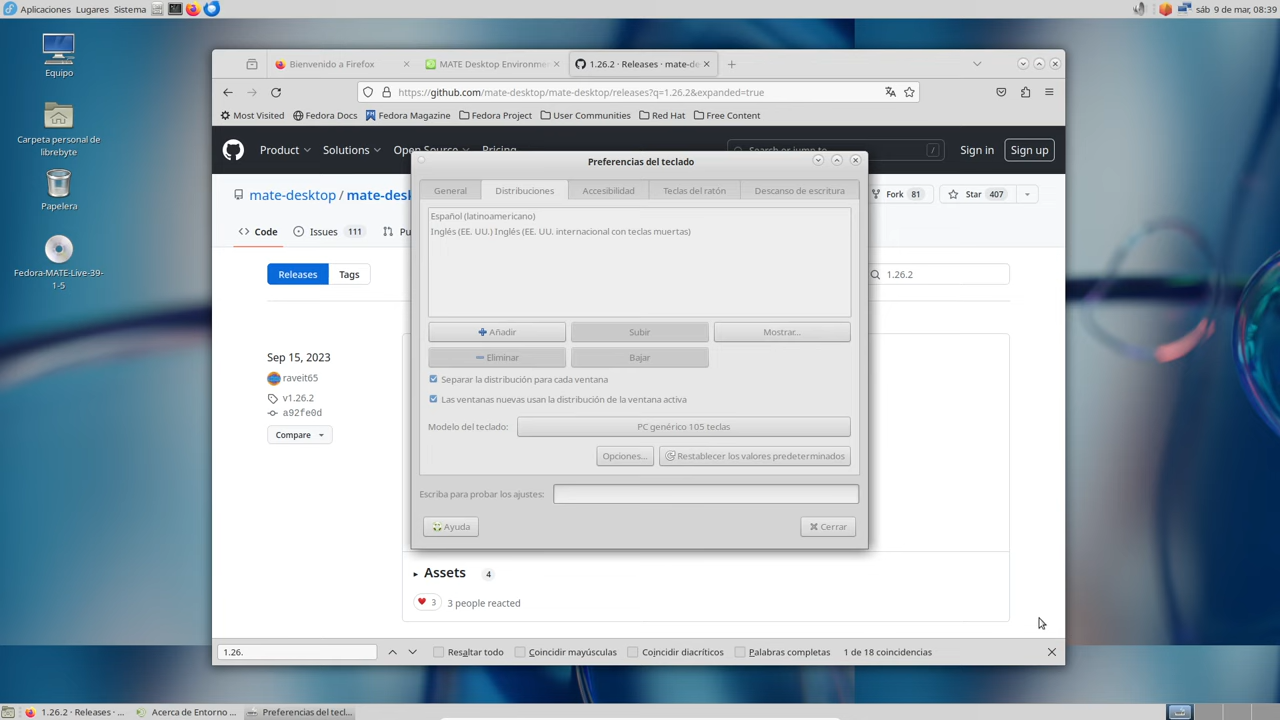 Aplicaciones Lugares Sistema
sáb 9 de mar, 08:39
Equipo
Carpeta personal de
librebyte
Papelera
Fedora-MATE-Live-39-
1-5
Bienvenido a Firefox
MATE Desktop Environme
1.26.2 · Releases · mate-de
https://github.com/mate-desktop/mate-desktop/releases?q=1.26.2&expanded=true
Most Visited Fedora Docs Fedora Magazine Fedora Project User Communities Red Hat Free Content
Product Solutions Open Source Pricing
Search or jump to... /
Sign in Sign up
mate-desktop / mate-desk
Fork 81 Star 407
Code Issues 111 Pu
Releases Tags
1.26.2
Sep 15, 2023
raveit65
v1.26.2
a92fe0d
Compare
Preferencias del teclado
General Distribuciones Accesibilidad Teclas del ratón Descanso de escritura
Español (latinoamericano)
Inglés (EE. UU.) Inglés (EE. UU. internacional con teclas muertas)
Añadir Subir Mostrar...
Eliminar Bajar
Separar la distribución para cada ventana
Las ventanas nuevas usan la distribución de la ventana activa
Modelo del teclado: PC genérico 105 teclas
Opciones... Restablecer los valores predeterminados
Escriba para probar los ajustes:
Ayuda Cerrar
Assets 4
3 3 people reacted
1.26. Resaltar todo Coincidir mayúsculas Coincidir diacríticos Palabras completas 1 de 18 coincidencias
1.26.2 · Releases · ... Acerca de Entorno ... Preferencias del tecl...